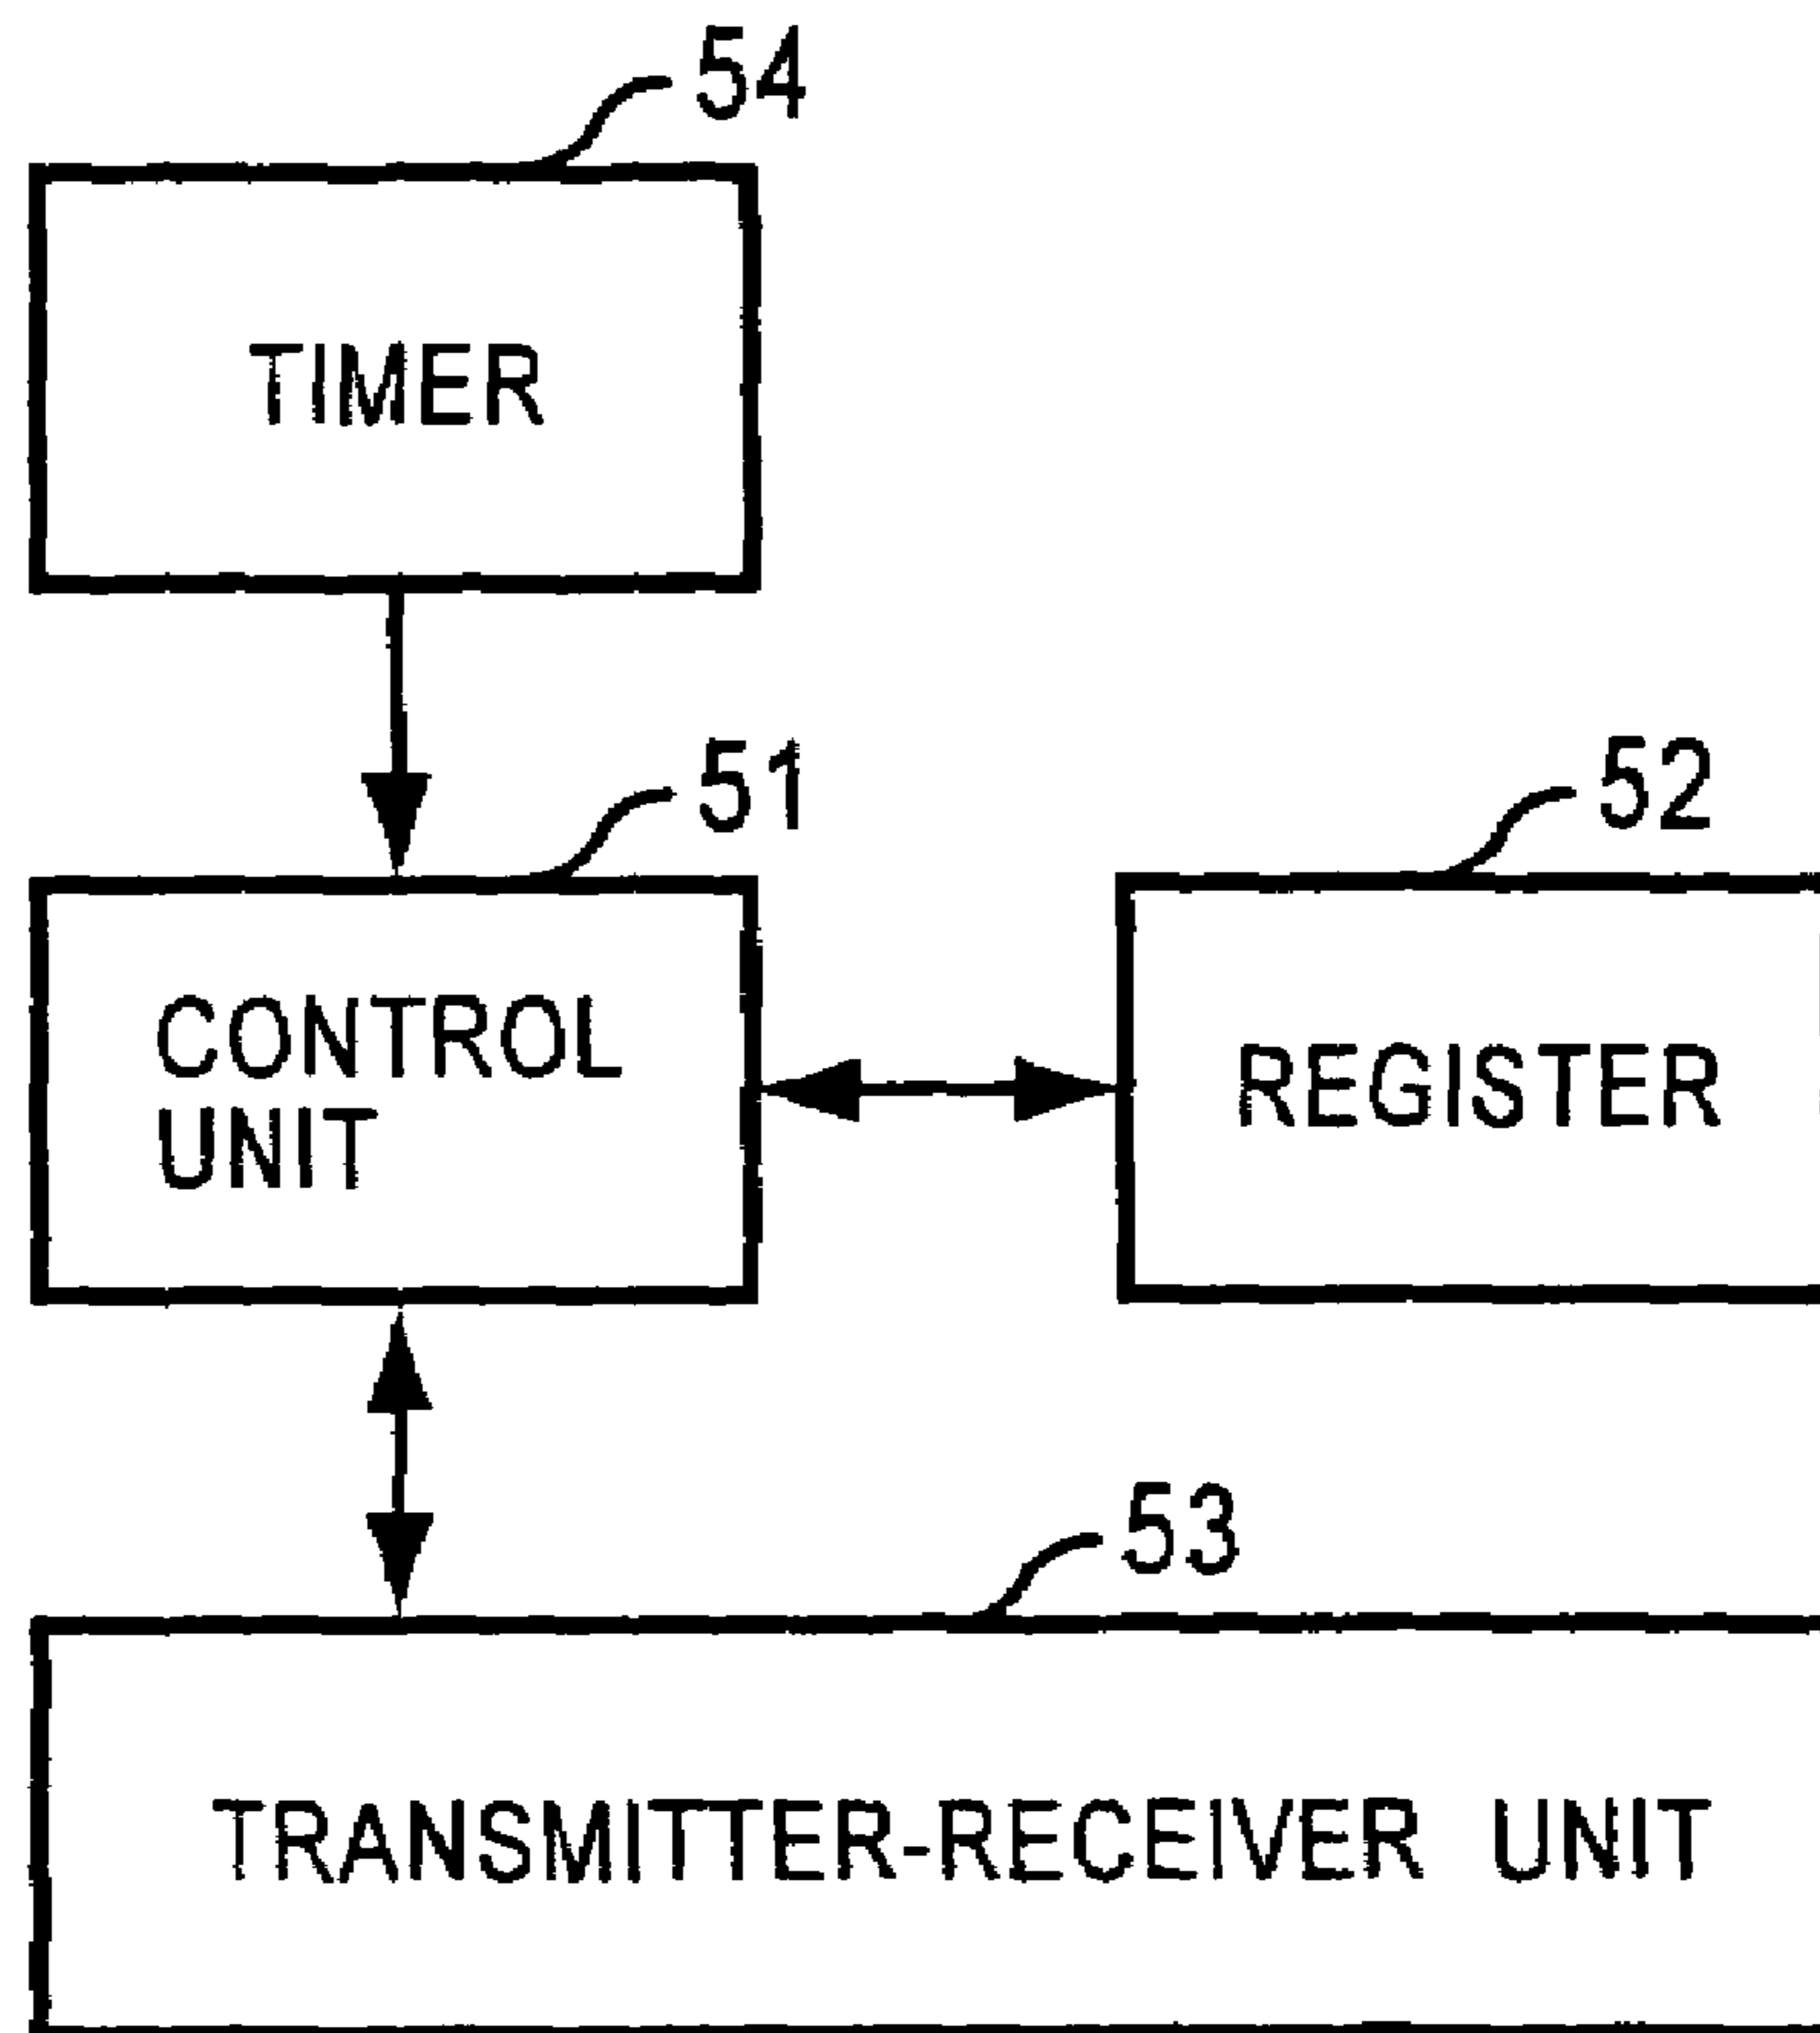 54
TIMER
51
52
CONTROL
UNIT
REGISTER
53
TRANSMITTER-RECEIVER UNIT